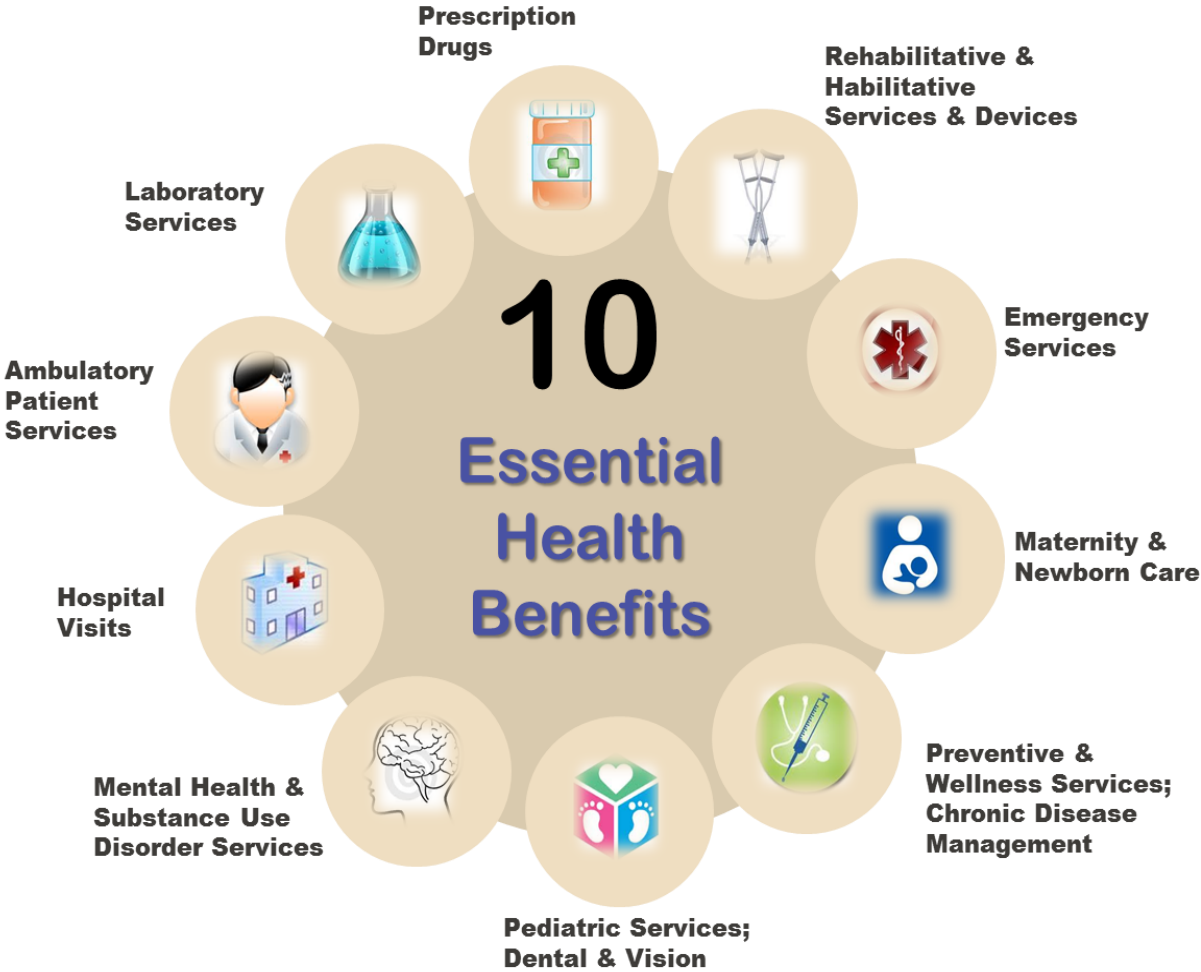 Prescription
Drugs
Rehabilitative &
Habilitative
Services & Devices
Laboratory
Services
10
Emergency
Services
Ambulatory
Patient
Services
Essential
Health
Benefits
Maternity &
Newborn Care
Hospital
Visits
Preventive &
Wellness Services;
Chronic Disease
Management
Mental Health &
Substance Use
Disorder Services
Pediatric Services;
Dental & Vision